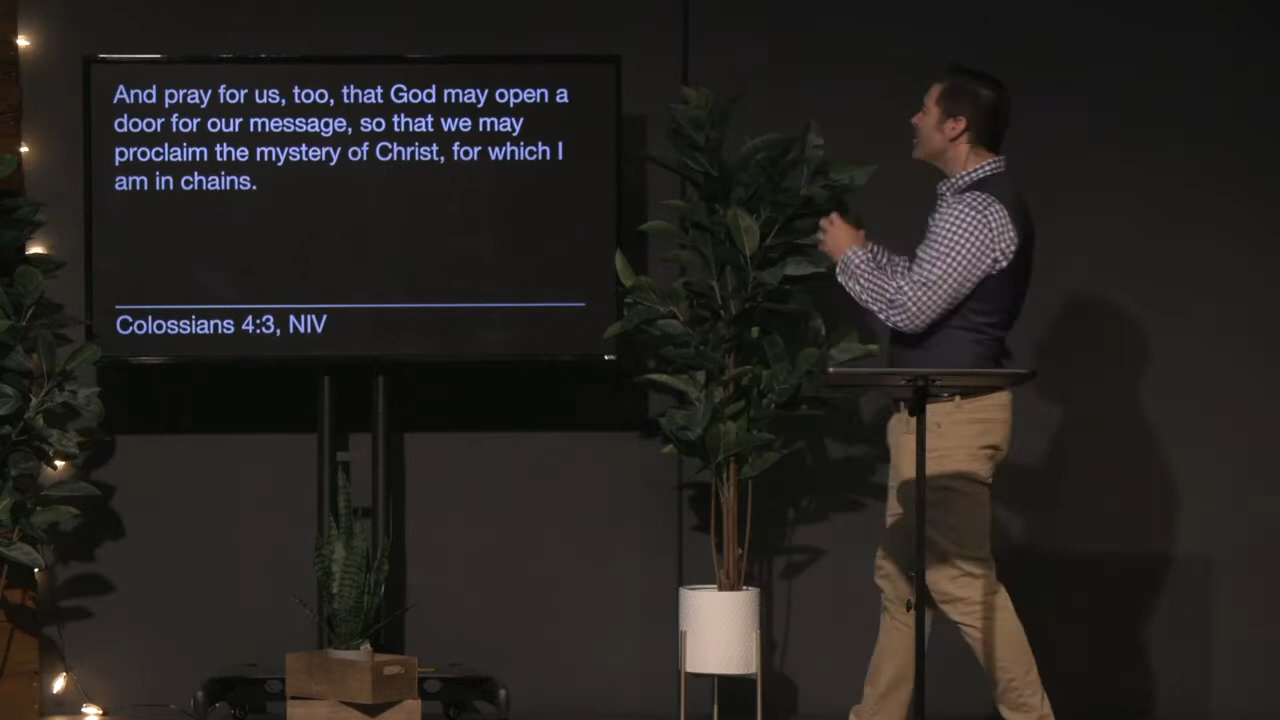 And pray for us, too, that God may open a
door for our message, so that we may
proclaim the mystery of Christ, for which I
am in chains.
Colossians 4:3, NIV